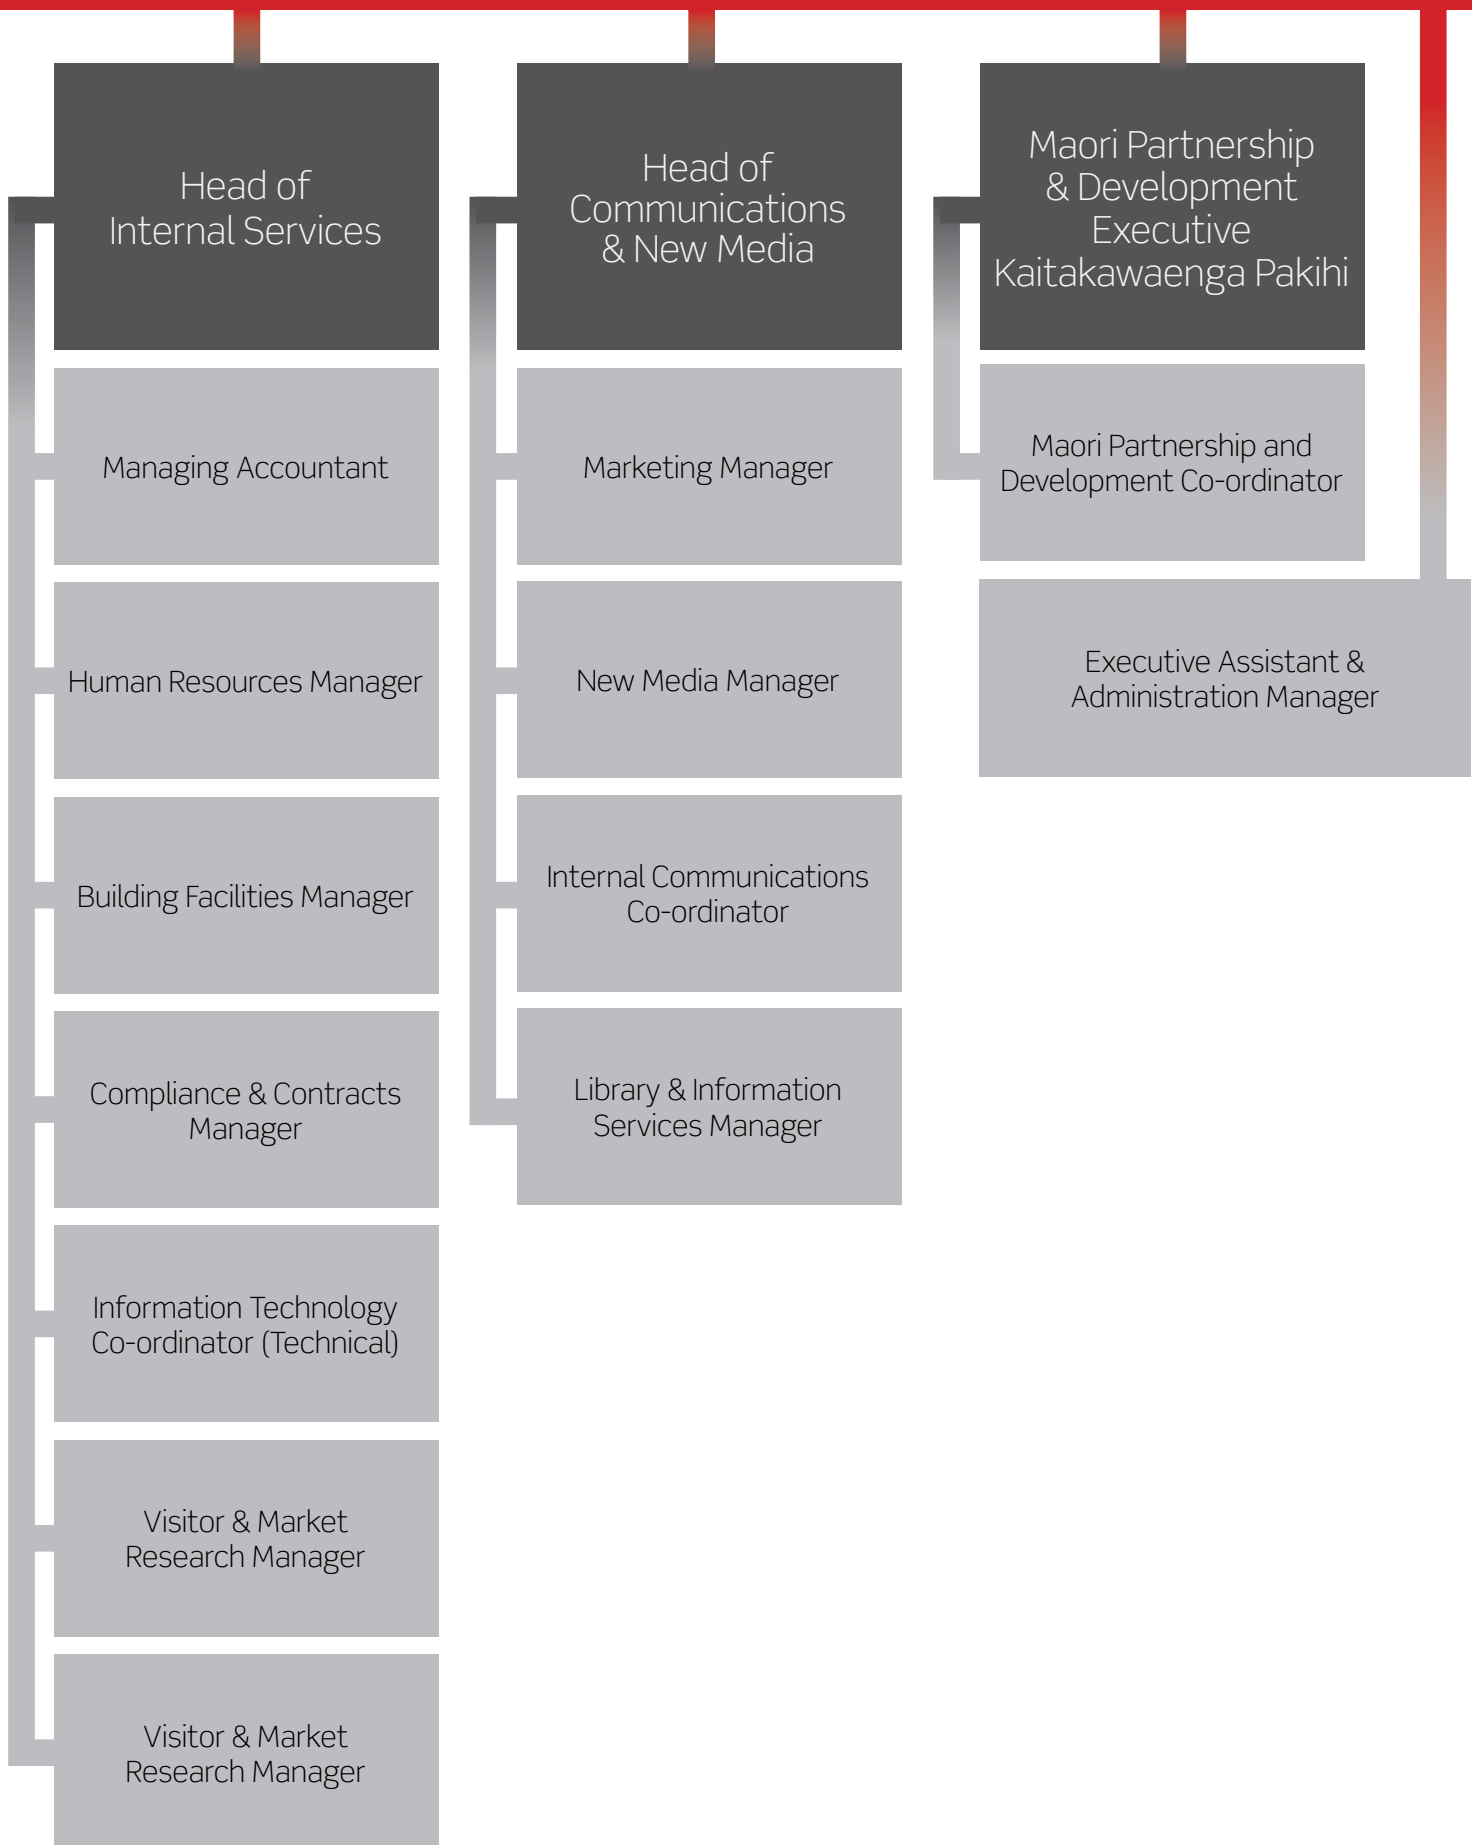 Head of
Internal Services
Managing Accountant
Human Resources Manager
Building Facilities Manager
Compliance & Contracts
Manager
Information Technology
Co-ordinator (Technical)
Visitor & Market
Research Manager
Visitor & Market
Research Manager
Head of
Communications
& New Media
Marketing Manager
New Media Manager
Internal Communications
Co-ordinator
Library & Information
Services Manager
Maori Partnership
& Development
Executive
Kaitakawaenga Pakihi
Maori Partnership and
Development Co-ordinator
Executive Assistant &
Administration Manager